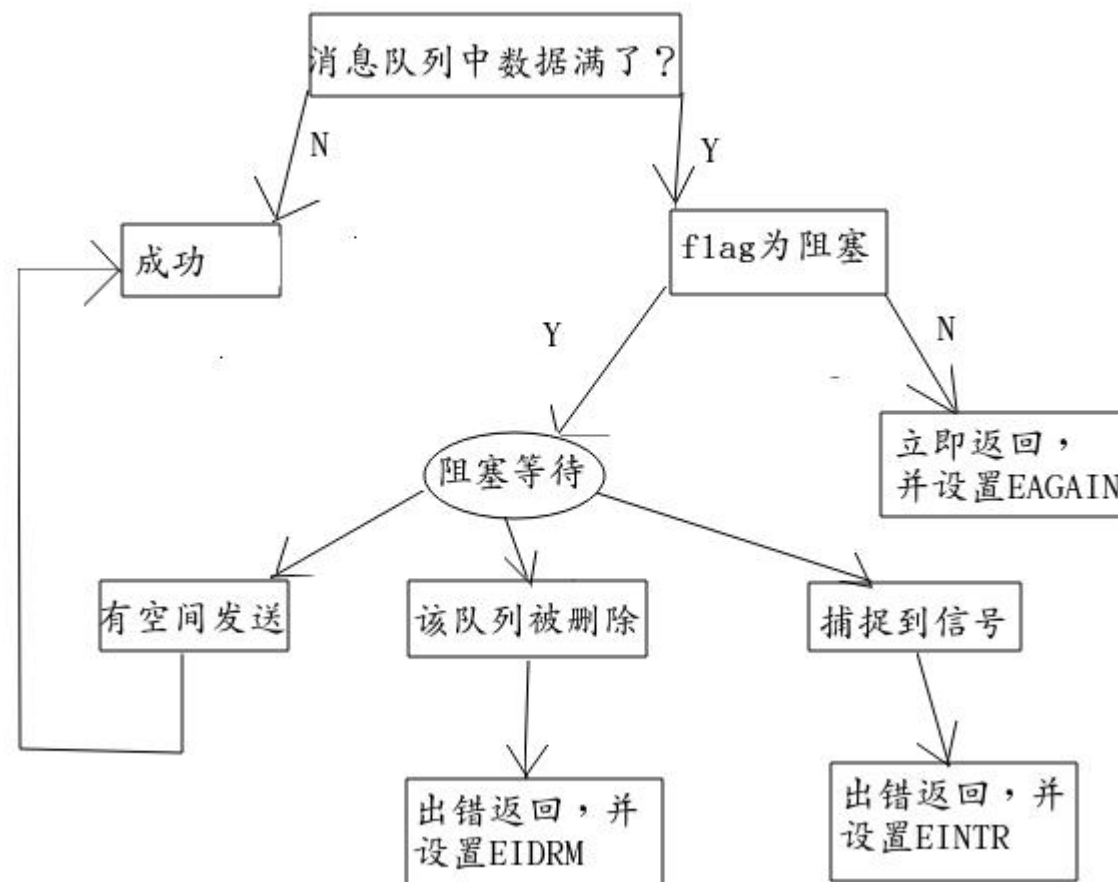 消息队列中数据满了？
N
Y
成功
flag为阻塞
Y
N
立即返回，
并设置EAGAIN
阻塞等待
有空间发送
该队列被删除
捕捉到信号
出错返回，并
设置EIDRM
出错返回，并
设置EINTR